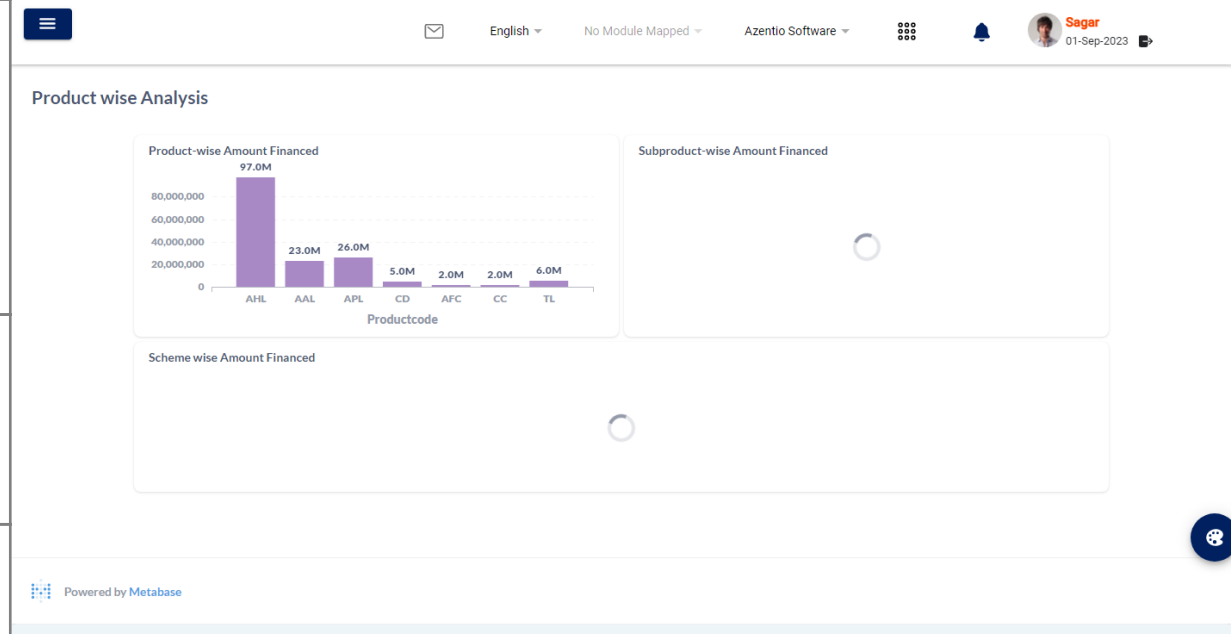 English
No Module Mapped
Azentio Software
Sagar
01-Sep-2023
Product wise Analysis
Product-wise Amount Financed
97.0M
80,000,000
60,000,000
40,000,000
20,000,000
0
23.0M
26.0M
5.0M
2.0M
2.0M
6.0M
AHL
AAL
APL
CD
AFC
CC
TL
Productcode
Subproduct-wise Amount Financed
Scheme wise Amount Financed
Powered by Metabase